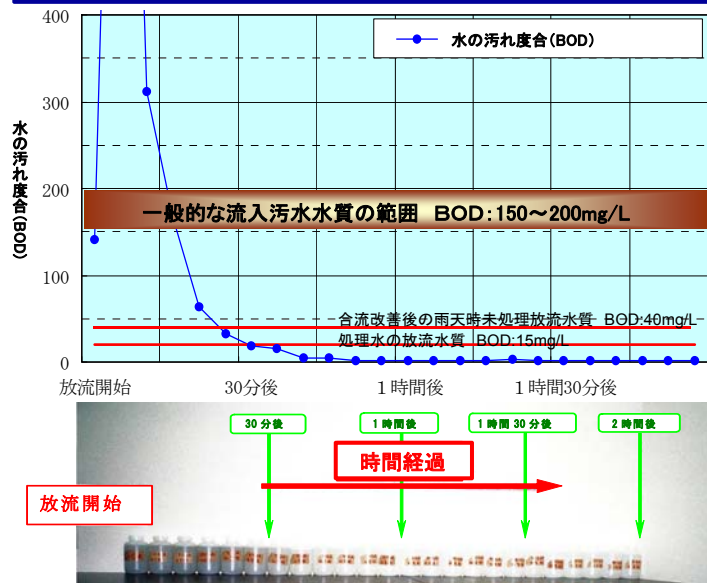 400
水の汚れ度合(BOD)
300
水の汚れ度合(BOD)
200
一般的な流入汚水水質の範囲 BOD:150～200mg/L
100
合流改善後の雨天時未処理放流水質 BOD:40mg/L
処理水の放流水質 BOD:15mg/L
0
放流開始 30分後 1時間後 1時間30分後
30分後 1時間後 1時間30分後 2時間後
時間経過
放流開始